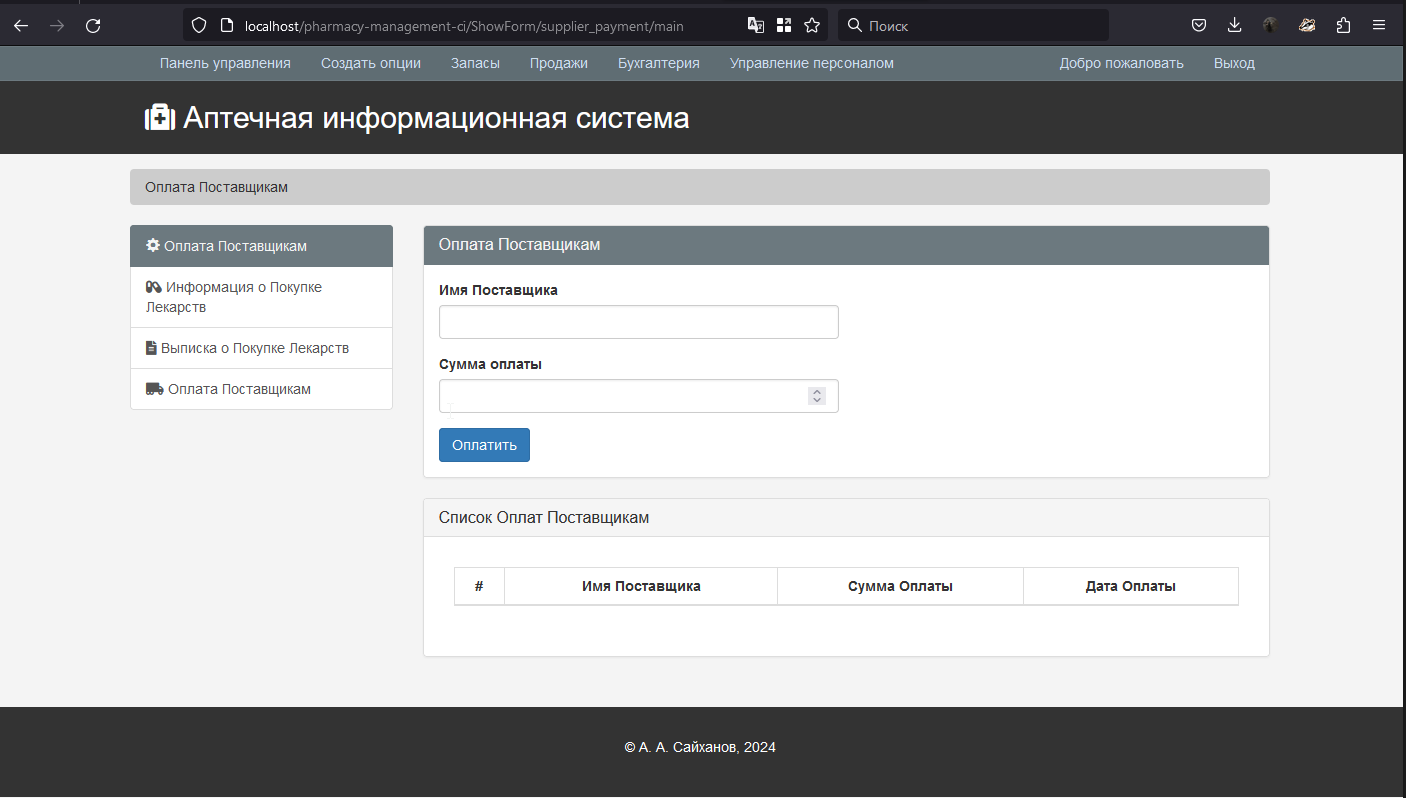 localhost/pharmacy-management-ci/ShowForm/supplier_payment/main
Поиск
Панель управления Создать опции Запасы Продажи Бухгалтерия Управление персоналом Добро пожаловать Выход
Аптечная информационная система
Оплата Поставщикам
Оплата Поставщикам
Информация о Покупке
Лекарств
Выписка о Покупке Лекарств
Оплата Поставщикам
Оплата Поставщикам
Имя Поставщика
Сумма оплаты
Оплатить
Список Оплат Поставщикам
# Имя Поставщика Сумма Оплаты Дата Оплаты
© А. А. Сайханов, 2024